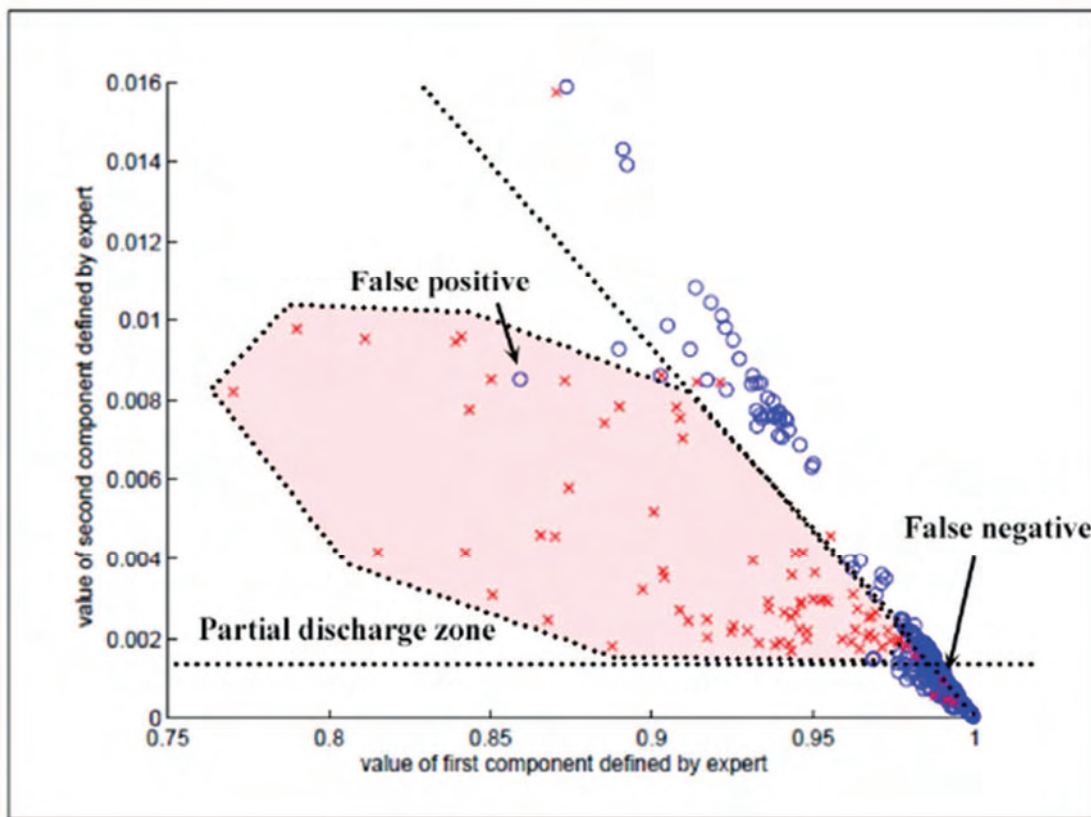 0.016
0.014
0.012
0.01
0.008
0.006
0.004
0.002
0
value of second component defined by expert
False positive
False negative
Partial discharge zone
0.75 0.8 0.85 0.9 0.95 1
value of first component defined by expert